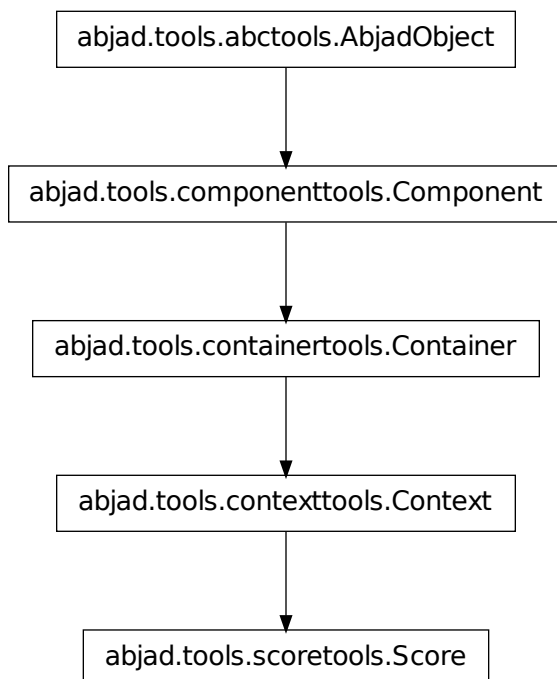 abjad.tools.abctools.AbjadObject
abjad.tools.componenttools.Component
abjad.tools.containertools.Container
abjad.tools.contexttools.Context
abjad.tools.scoretools.Score